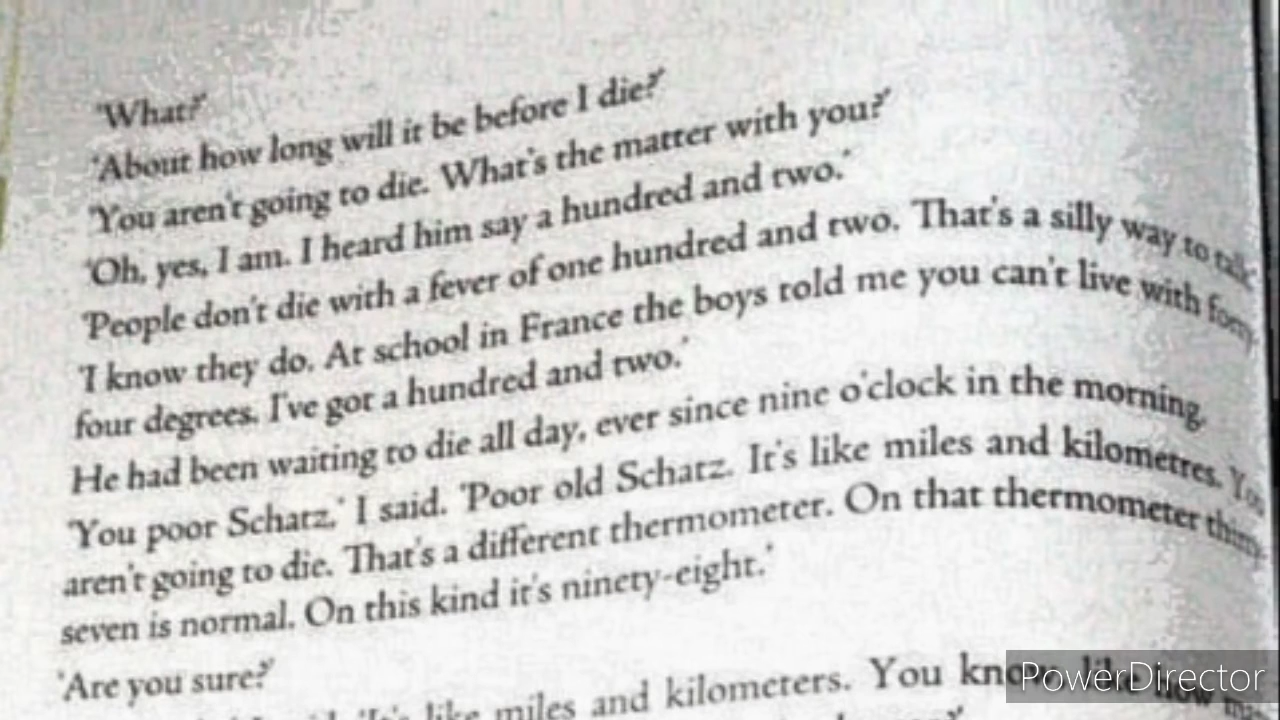 'What?'
'About how long will it be before I die?'
'You aren't going to die. What's the matter with you?'
'Oh, yes, I am. I heard him say a hundred and two.'
'People don't die with a fever of one hundred and two. That's a silly way to talk.'
'I know they do. At school in France the boys told me you can't live with forty-
four degrees. I've got a hundred and two.'
He had been waiting to die all day, ever since nine o'clock in the morning.
'You poor Schatz,' I said. 'Poor old Schatz. It's like miles and kilometres. You
aren't going to die. That's a different thermometer. On that thermometer thirty-
seven is normal. On this kind it's ninety-eight.'
'Are you sure?'
'It's like miles and kilometers. You know, like how
PowerDirector